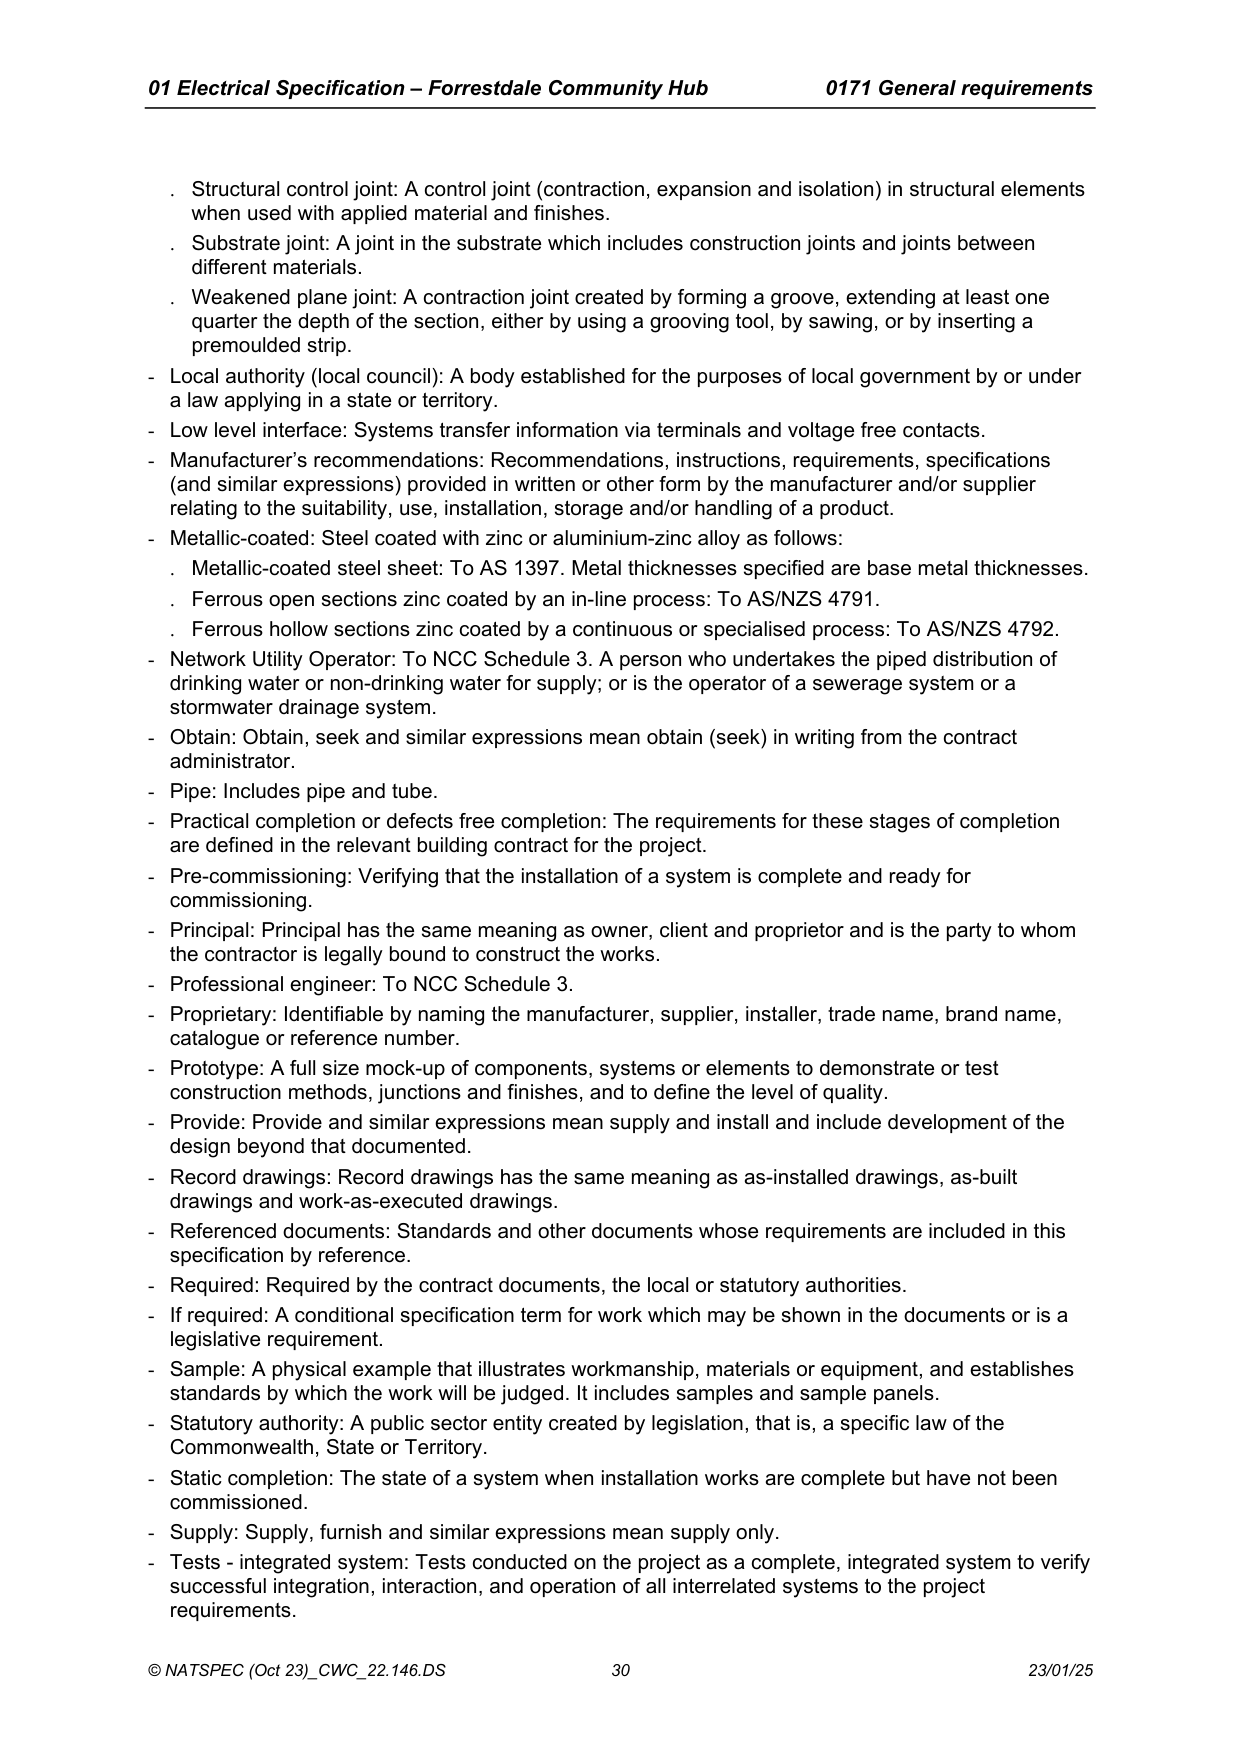 01 Electrical Specification – Forrestdale Community Hub 0171 General requirements
. Structural control joint: A control joint (contraction, expansion and isolation) in structural elements
when used with applied material and finishes.
. Substrate joint: A joint in the substrate which includes construction joints and joints between
different materials.
. Weakened plane joint: A contraction joint created by forming a groove, extending at least one
quarter the depth of the section, either by using a grooving tool, by sawing, or by inserting a
premoulded strip.
- Local authority (local council): A body established for the purposes of local government by or under
a law applying in a state or territory.
- Low level interface: Systems transfer information via terminals and voltage free contacts.
- Manufacturer’s recommendations: Recommendations, instructions, requirements, specifications
(and similar expressions) provided in written or other form by the manufacturer and/or supplier
relating to the suitability, use, installation, storage and/or handling of a product.
- Metallic-coated: Steel coated with zinc or aluminium-zinc alloy as follows:
. Metallic-coated steel sheet: To AS 1397. Metal thicknesses specified are base metal thicknesses.
. Ferrous open sections zinc coated by an in-line process: To AS/NZS 4791.
. Ferrous hollow sections zinc coated by a continuous or specialised process: To AS/NZS 4792.
- Network Utility Operator: To NCC Schedule 3. A person who undertakes the piped distribution of
drinking water or non-drinking water for supply; or is the operator of a sewerage system or a
stormwater drainage system.
- Obtain: Obtain, seek and similar expressions mean obtain (seek) in writing from the contract
administrator.
- Pipe: Includes pipe and tube.
- Practical completion or defects free completion: The requirements for these stages of completion
are defined in the relevant building contract for the project.
- Pre-commissioning: Verifying that the installation of a system is complete and ready for
commissioning.
- Principal: Principal has the same meaning as owner, client and proprietor and is the party to whom
the contractor is legally bound to construct the works.
- Professional engineer: To NCC Schedule 3.
- Proprietary: Identifiable by naming the manufacturer, supplier, installer, trade name, brand name,
catalogue or reference number.
- Prototype: A full size mock-up of components, systems or elements to demonstrate or test
construction methods, junctions and finishes, and to define the level of quality.
- Provide: Provide and similar expressions mean supply and install and include development of the
design beyond that documented.
- Record drawings: Record drawings has the same meaning as as-installed drawings, as-built
drawings and work-as-executed drawings.
- Referenced documents: Standards and other documents whose requirements are included in this
specification by reference.
- Required: Required by the contract documents, the local or statutory authorities.
- If required: A conditional specification term for work which may be shown in the documents or is a
legislative requirement.
- Sample: A physical example that illustrates workmanship, materials or equipment, and establishes
standards by which the work will be judged. It includes samples and sample panels.
- Statutory authority: A public sector entity created by legislation, that is, a specific law of the
Commonwealth, State or Territory.
- Static completion: The state of a system when installation works are complete but have not been
commissioned.
- Supply: Supply, furnish and similar expressions mean supply only.
- Tests - integrated system: Tests conducted on the project as a complete, integrated system to verify
successful integration, interaction, and operation of all interrelated systems to the project
requirements.
© NATSPEC (Oct 23)_CWC_22.146.DS 30 23/01/25